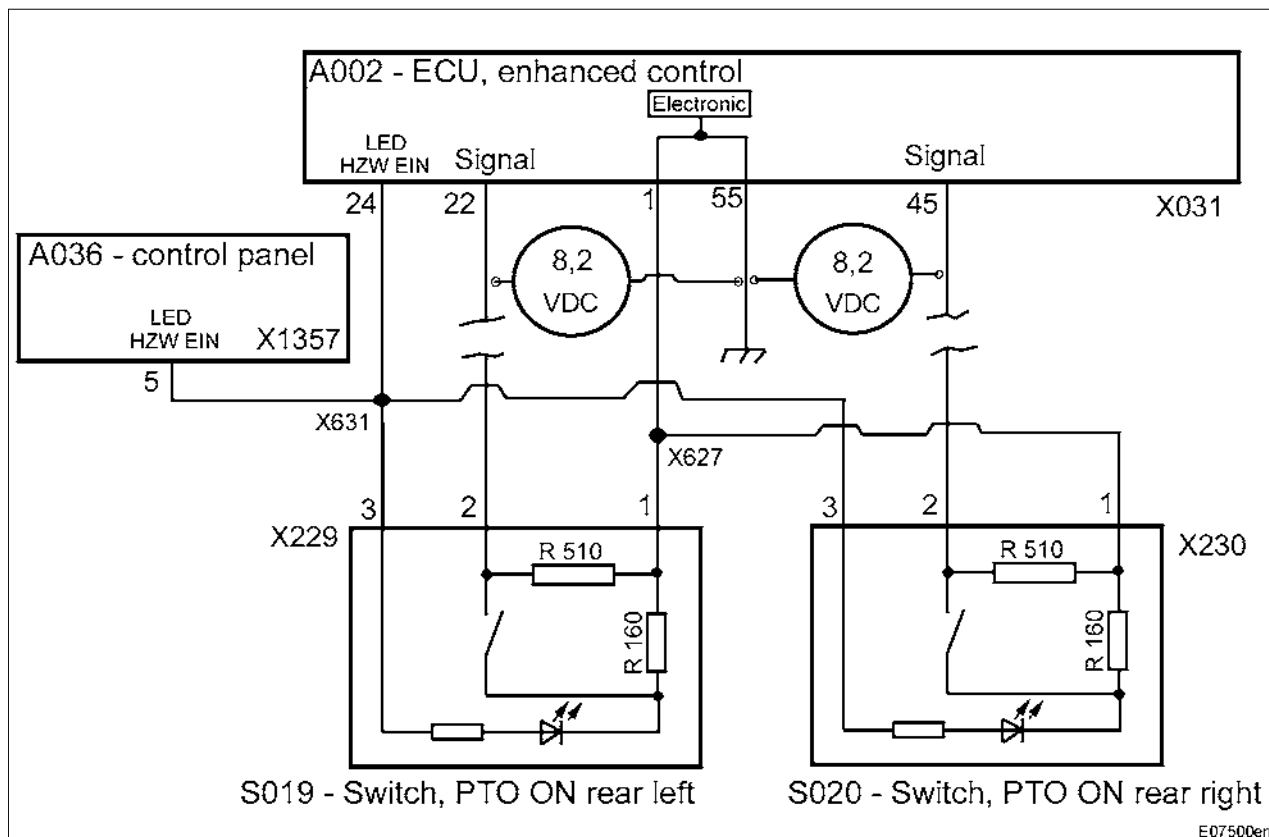 A002 - ECU, enhanced control
Electronic
LED
HZW EIN
Signal
Signal
24
22
1
55
45
X031
A036 - control panel
LED
HZW EIN
X1357
5
8,2
VDC
8,2
VDC
X631
X627
3
2
1
3
2
1
X229
X230
R 510
R 160
R 510
R 160
S019 - Switch, PTO ON rear left
S020 - Switch, PTO ON rear right
E07500en